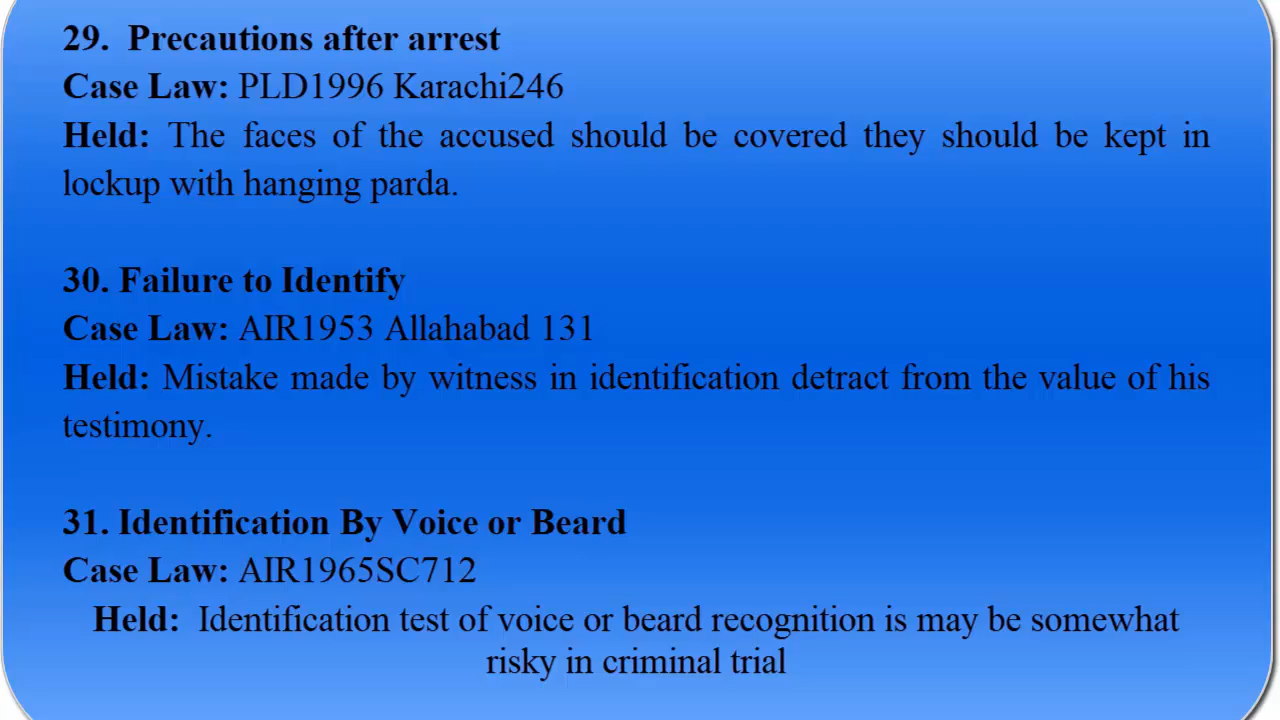 29. Precautions after arrest
Case Law: PLD1996 Karachi246
Held: The faces of the accused should be covered they should be kept in
lockup with hanging parda.
30. Failure to Identify
Case Law: AIR1953 Allahabad 131
Held: Mistake made by witness in identification detract from the value of his
testimony.
31. Identification By Voice or Beard
Case Law: AIR1965SC712
Held: Identification test of voice or beard recognition is may be somewhat
risky in criminal trial